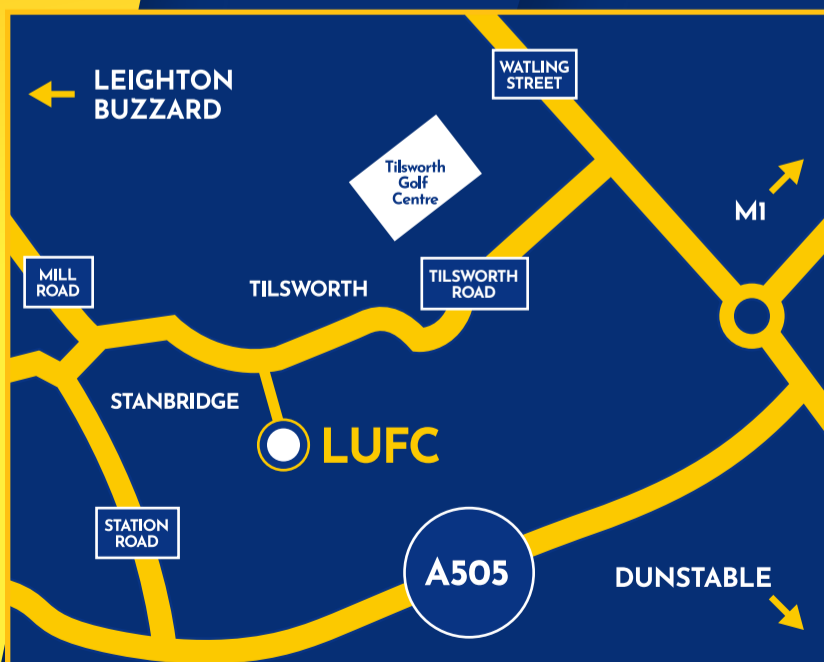 LEIGHTON
BUZZARD
WATLING
STREET
Tilsworth
Golf
Centre
M1
MILL
ROAD
TILSWORTH
TILSWORTH
ROAD
STANBRIDGE
LUFC
STATION
ROAD
A505
DUNSTABLE